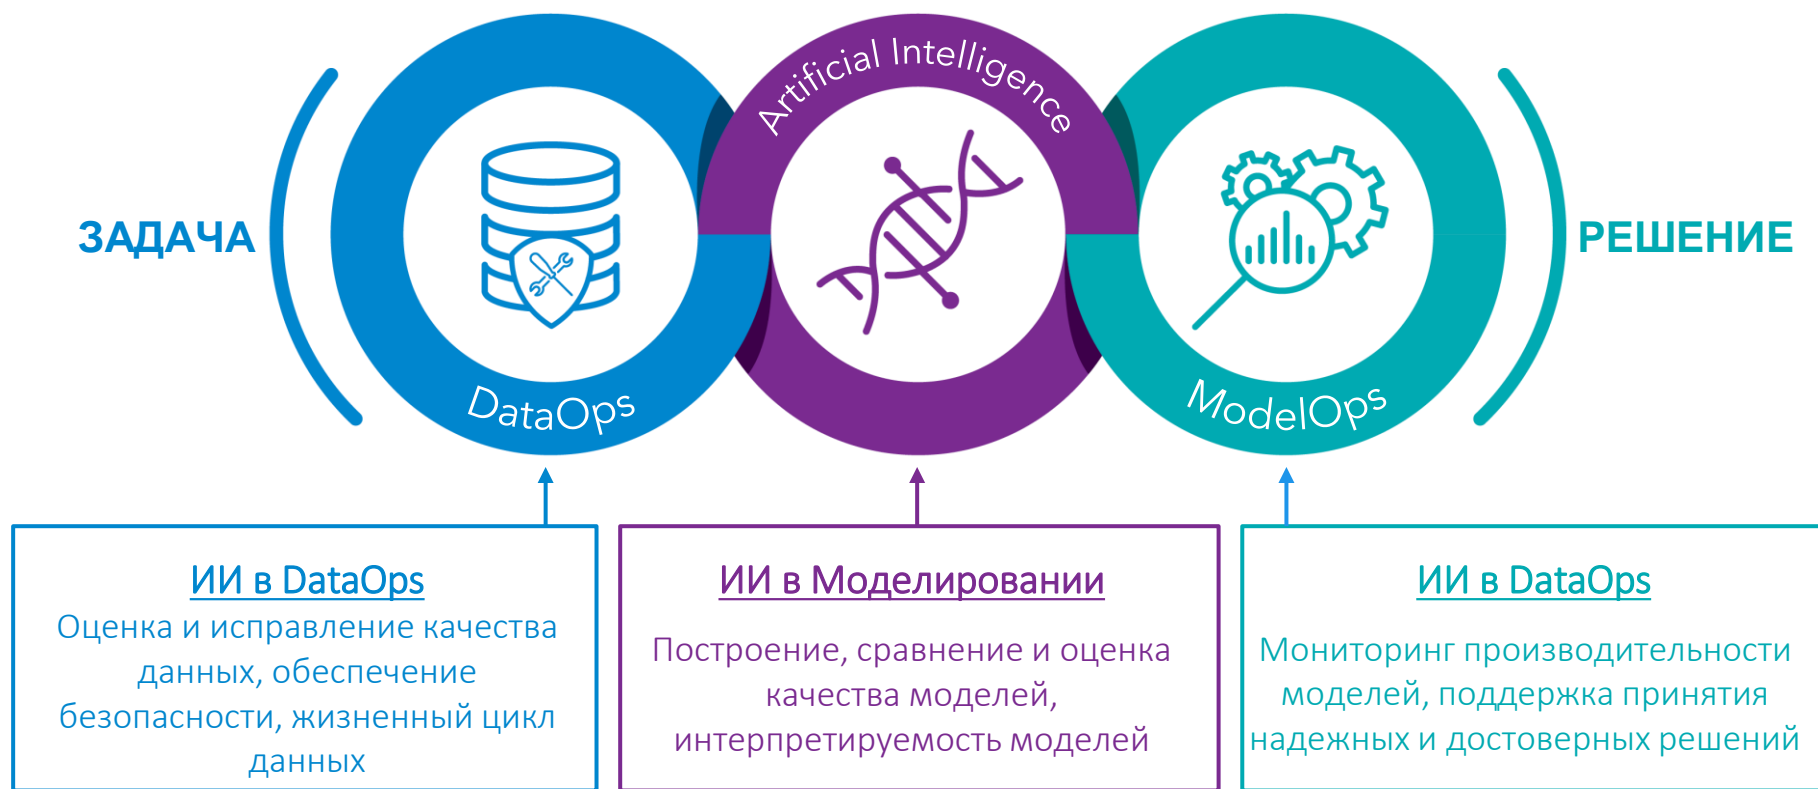 Artificial Intelligence
ЗАДАЧА
РЕШЕНИЕ
DataOps
ModelOps
ИИ в DataOps
Оценка и исправление качества
данных, обеспечение
безопасности, жизненный цикл
данных
ИИ в Моделировании
Построение, сравнение и оценка
качества моделей,
интерпретируемость моделей
ИИ в DataOps
Мониторинг производительности
моделей, поддержка принятия
надежных и достоверных решений